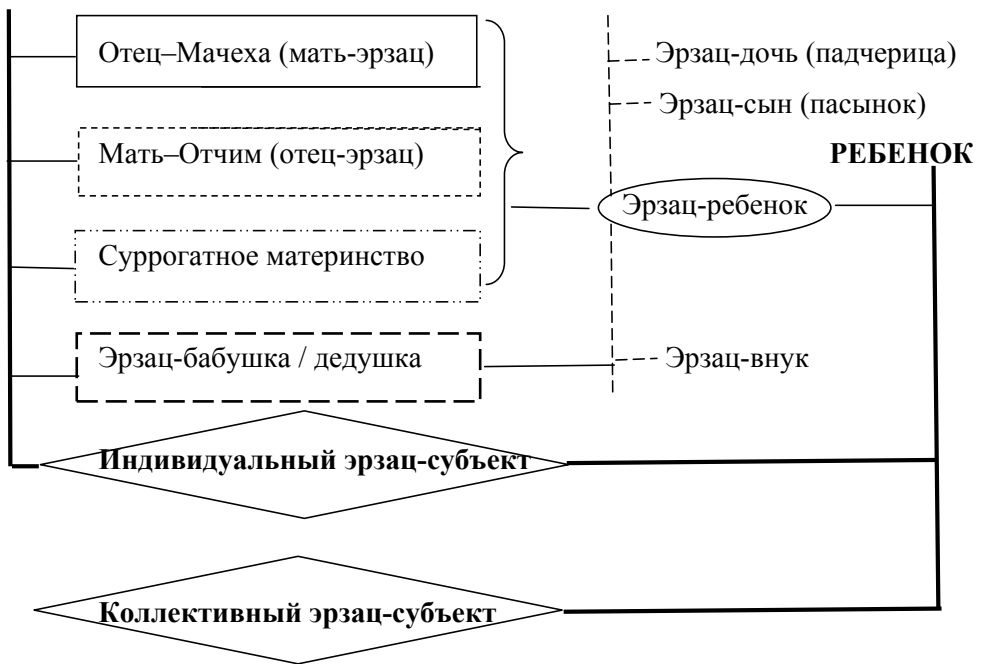 Отец–Мачеха (мать-эрзац)
Эрзац-дочь (падчерица)
Эрзац-сын (пасынок)
Мать–Отчим (отец-эрзац)
РЕБЕНОК
Эрзац-ребенок
Суррогатное материнство
Эрзац-бабушка / дедушка
Эрзац-внук
Индивидуальный эрзац-субъект
Коллективный эрзац-субъект